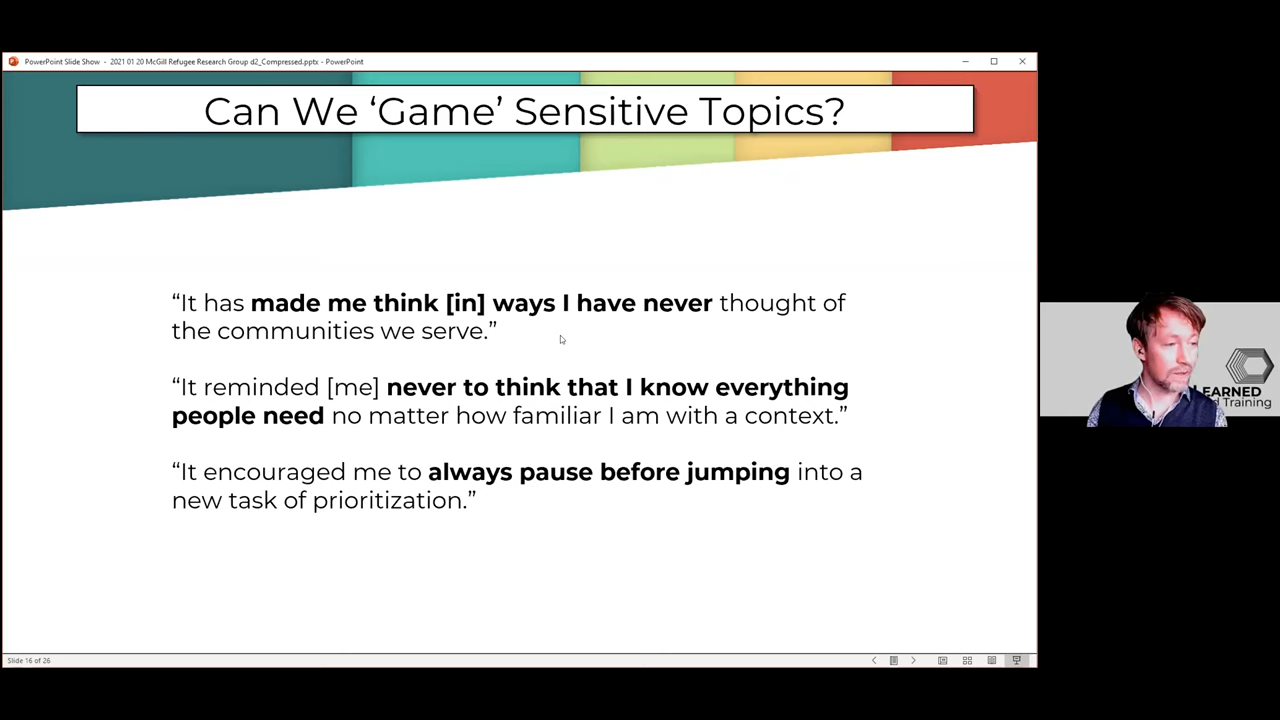 PowerPoint Slide Show - 2021 01 20 McGill Refugee Research Group d2_Compressed.pptx - PowerPoint
Can We ‘Game’ Sensitive Topics?
“It has made me think [in] ways I have never thought of
the communities we serve.”
“It reminded [me] never to think that I know everything
people need no matter how familiar I am with a context.”
“It encouraged me to always pause before jumping into a
new task of prioritization.”
EARNED
Training
Slide 16 of 26